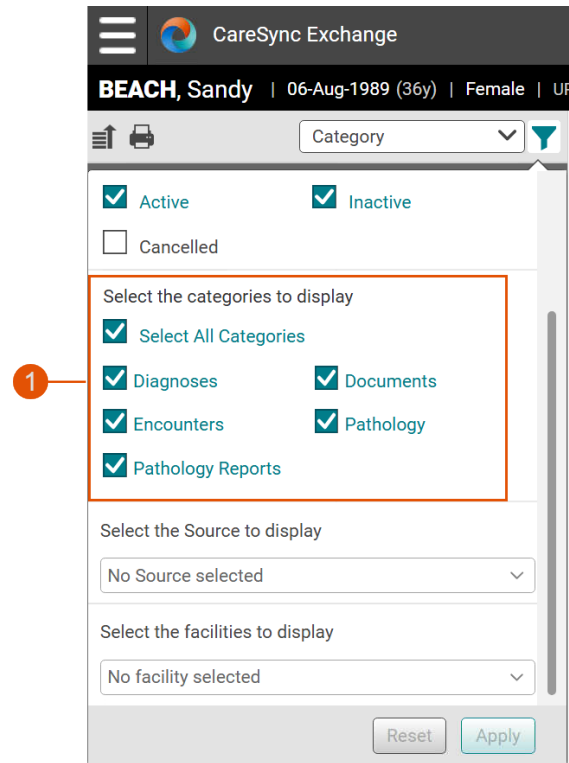 CareSync Exchange
BEACH, Sandy | 06-Aug-1989 (36y) | Female |
Category
Active Inactive
Cancelled
Select the categories to display
Select All Categories
1
Diagnoses Documents
Encounters Pathology
Pathology Reports
Select the Source to display
No Source selected
Select the facilities to display
No facility selected
Reset Apply